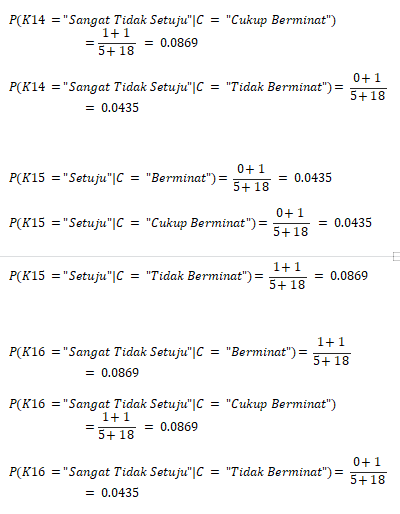 P(K14 ="Sangat Tidak Setuju"|C = "Cukup Berminat")
= 1+1/5+18 = 0.0869
P(K14 ="Sangat Tidak Setuju"|C = "Tidak Berminat")= 0+1/5+18
= 0.0435
P(K15 ="Setuju"|C = "Berminat")= 0+1/5+18 = 0.0435
P(K15 ="Setuju"|C = "Cukup Berminat")= 0+1/5+18 = 0.0435
P(K15 ="Setuju"|C = "Tidak Berminat")= 1+1/5+18 = 0.0869
P(K16 ="Sangat Tidak Setuju"|C = "Berminat")= 1+1/5+18
= 0.0869
P(K16 ="Sangat Tidak Setuju"|C = "Cukup Berminat")
= 1+1/5+18 = 0.0869
P(K16 ="Sangat Tidak Setuju"|C = "Tidak Berminat")= 0+1/5+18
= 0.0435